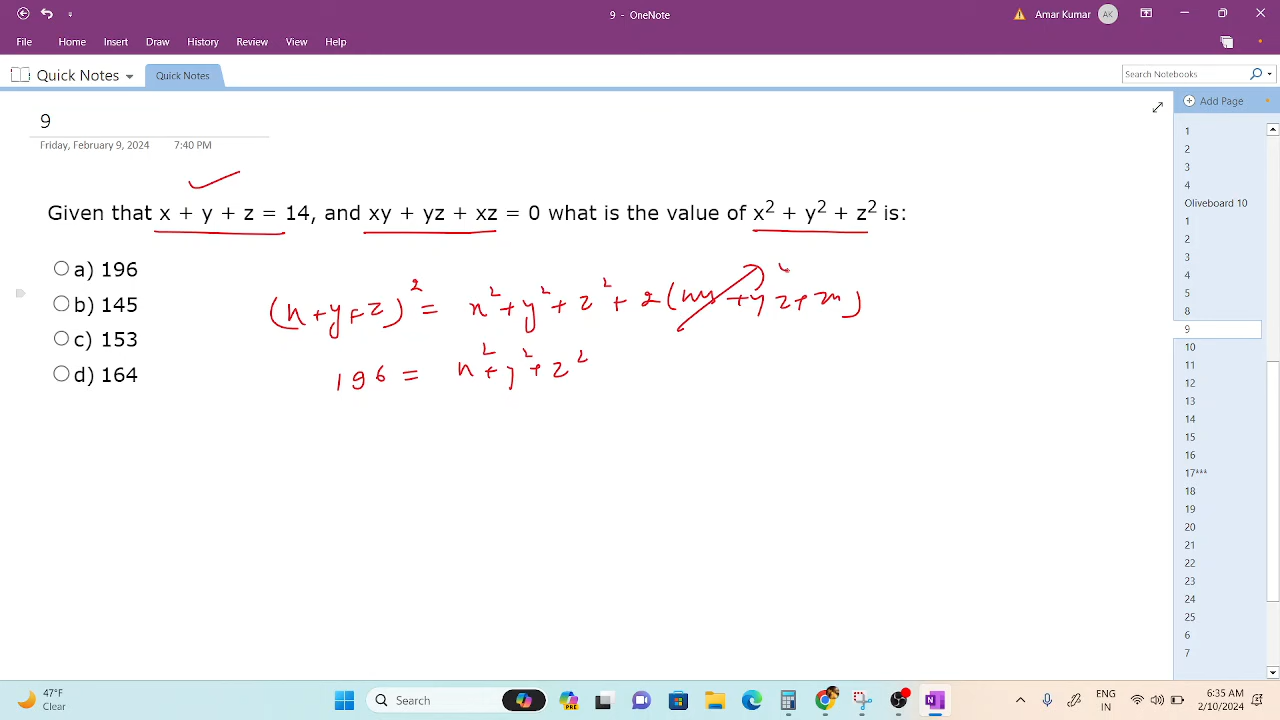 9 - OneNote
Amar Kumar AK
File Home Insert Draw History Review View Help
Quick Notes Quick Notes Search Notebooks
Add Page
9
Friday, February 9, 2024 7:40 PM
Given that x + y + z = 14, and xy + yz + xz = 0 what is the value of x² + y² + z² is:
a) 196
b) 145
c) 153
d) 164
(x+y+z)² = x²+y²+z²+2(xy+yz+zx)
196 = x²+y²+z²
1
2
3
4
Oliveboard 10
1
2
3
4
5
8
9
10
11
12
13
14
15
16
17***
18
19
20
21
22
23
24
25
6
7
47°F
Clear
Search
PRE
ENG
IN
8:35 AM
2/10/2024